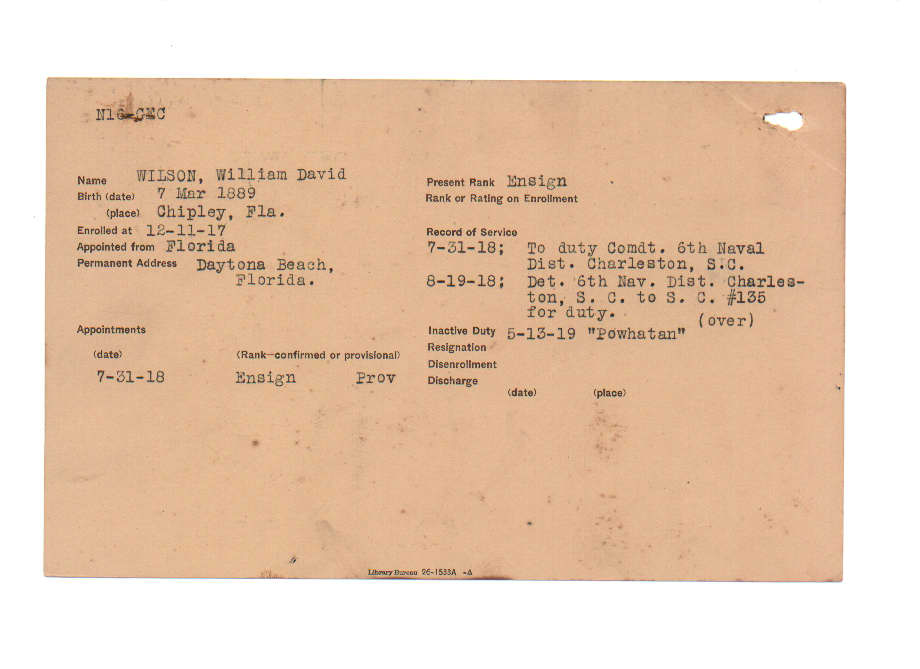 N16-CEC
Name WILSON, William David
Birth (date) 7 Mar 1889
(place) Chipley, Fla.
Enrolled at 12-11-17
Appointed from Florida
Permanent Address Daytona Beach,
Florida.
Appointments
(date) (Rank—confirmed or provisional)
7-31-18 Ensign Prov
Present Rank Ensign
Rank or Rating on Enrollment
Record of Service
7-31-18; To duty Comdt. 6th Naval
Dist. Charleston, S.C.
8-19-18; Det. 6th Nav. Dist. Charles-
ton, S. C. to S. C. #135
for duty.
(over)
Inactive Duty 5-13-19 "Powhatan"
Resignation
Disenrollment
Discharge
(date) (place)
Library Bureau 26-1533A -A